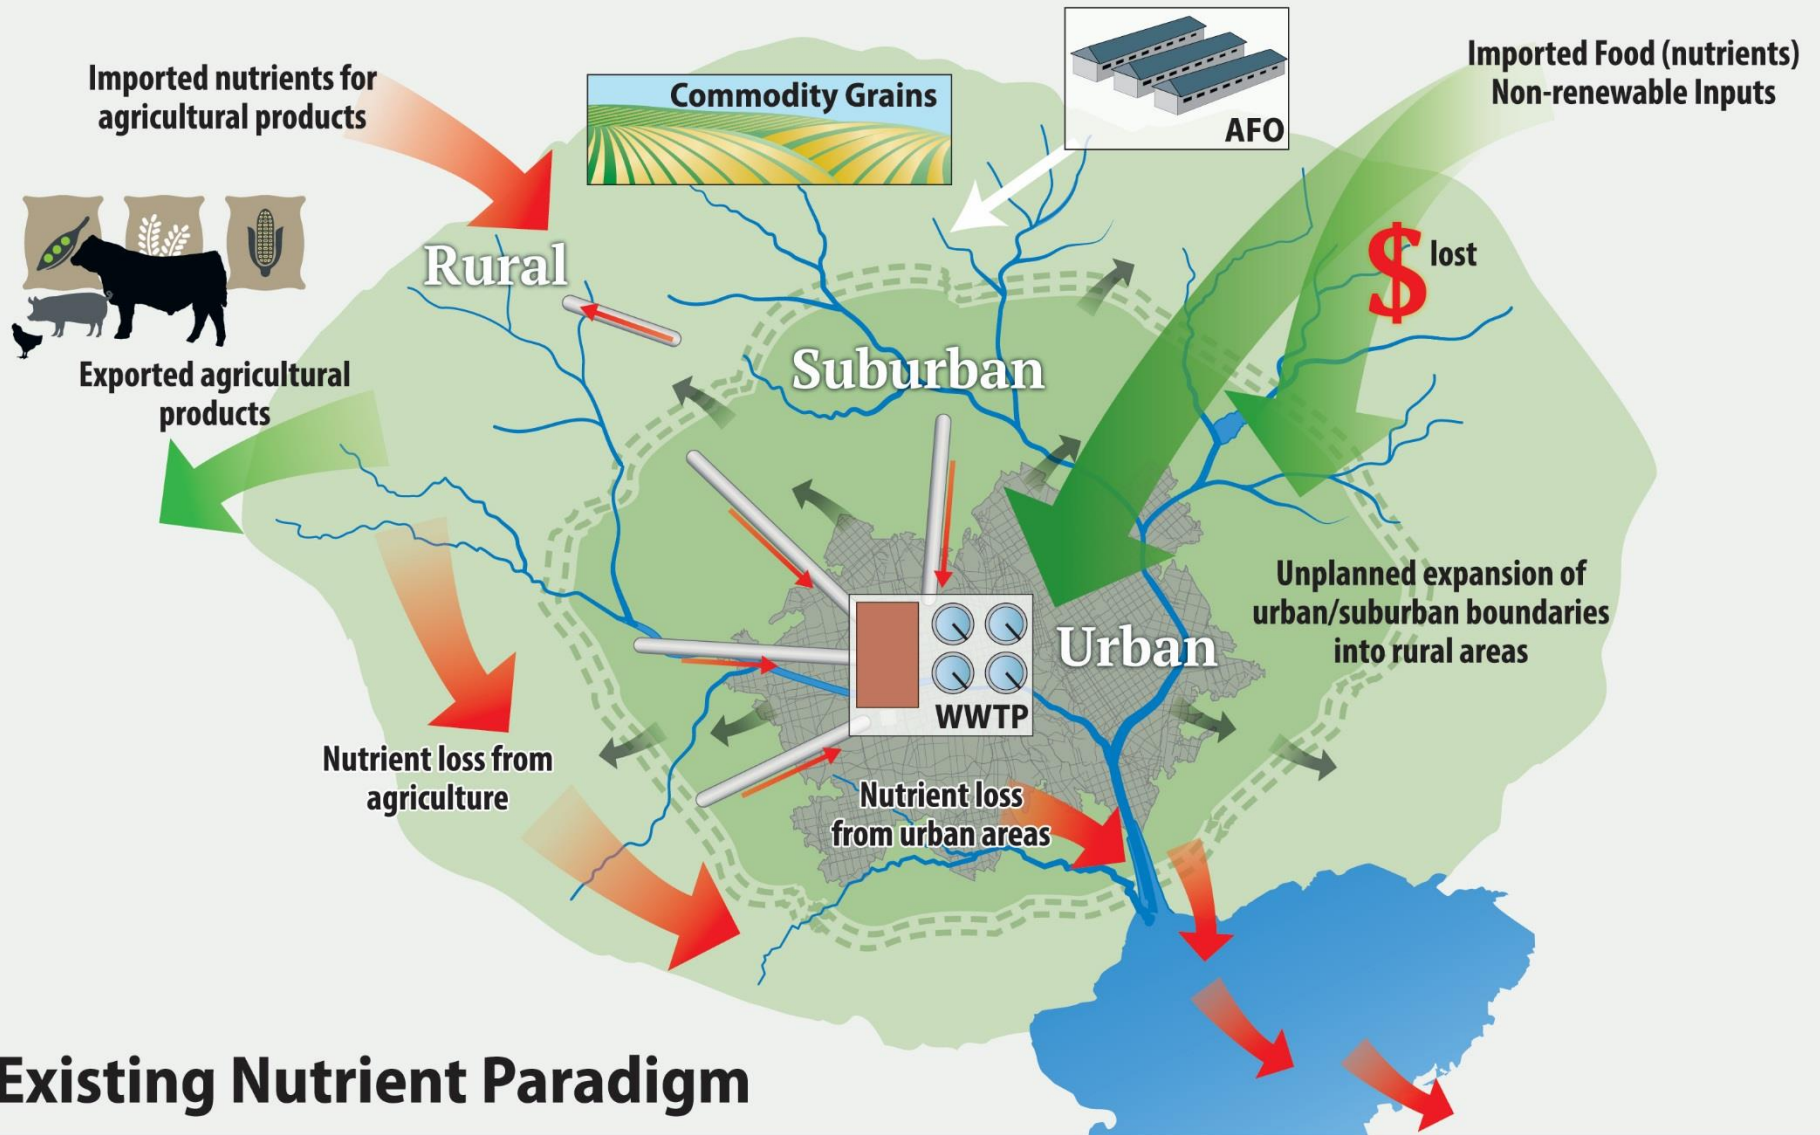 Imported nutrients for
agricultural products
Commodity Grains
AFO
Imported Food (nutrients)
Non-renewable Inputs
$ lost
Rural
Exported agricultural
products
Suburban
Unplanned expansion of
urban/suburban boundaries
into rural areas
Urban
WWTP
Nutrient loss from
agriculture
Nutrient loss
from urban areas
Existing Nutrient Paradigm